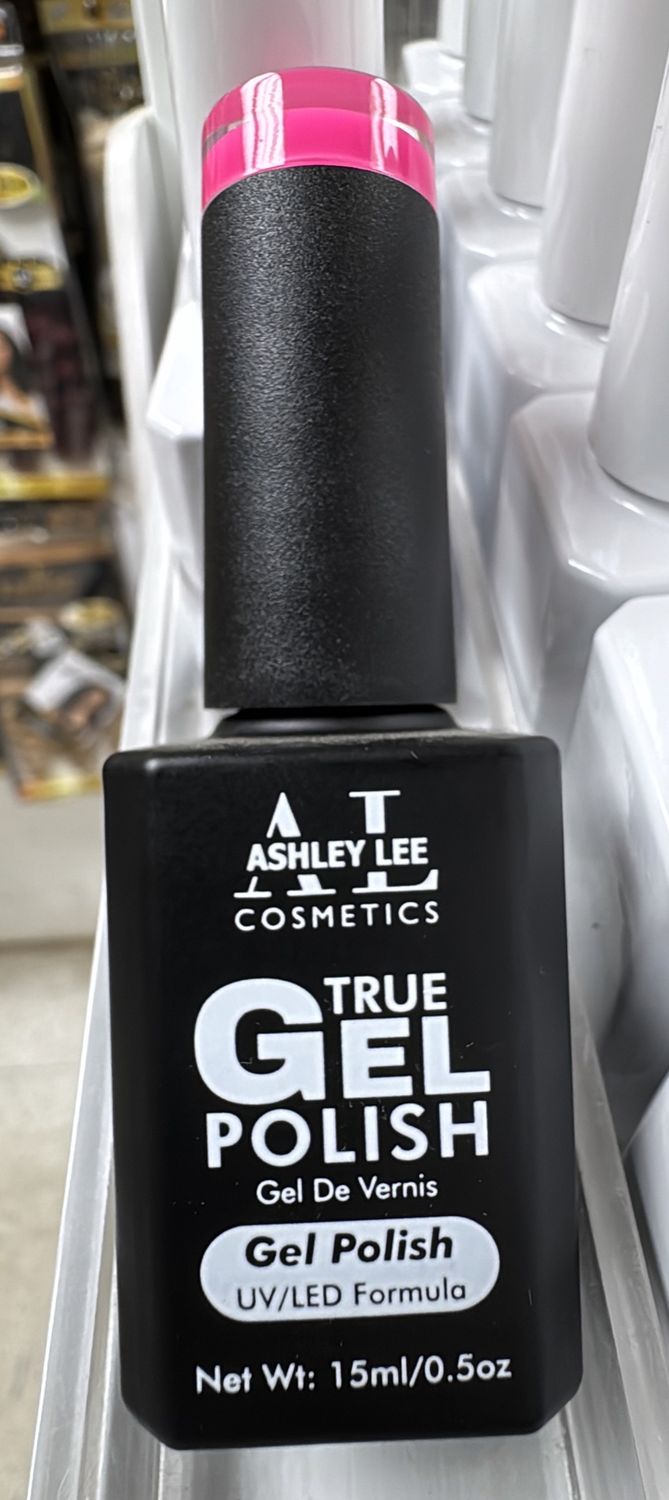 AL
ASHLEY LEE
COSMETICS
TRUE
GEL
POLISH
Gel De Vernis
Gel Polish
UV/LED Formula
Net Wt: 15ml/0.5oz